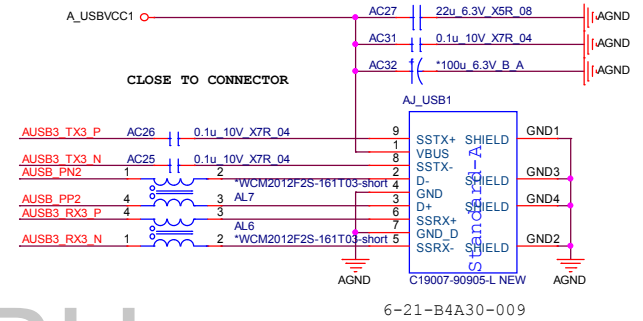 A_USBVCC1
AC27 22u_6.3V_X5R_08 AGND
AC31 0.1u_10V_X7R_04 AGND
AC32 *100u_6.3V_B_A AGND
CLOSE TO CONNECTOR
AJ_USB1
AUSB3_TX3_P AC26 0.1u_10V_X7R_04 9 SSTX+ SHIELD GND1
1 VBUS
AUSB3_TX3_N AC25 0.1u_10V_X7R_04 8 SSTX-
AUSB_PN2 1 2 *WCM2012F2S-161T03-short 2 D- SHIELD GND3
4 GND
AUSB_PP2 4 3 AL7 3 D+ SHIELD GND4
AUSB3_RX3_P 4 3 6 SSRX+
AL6 7 GND_D
AUSB3_RX3_N 1 2 *WCM2012F2S-161T03-short 5 SSRX- SHIELD GND2
Standard-A
AGND C19007-90905-L NEW AGND
6-21-B4A30-009